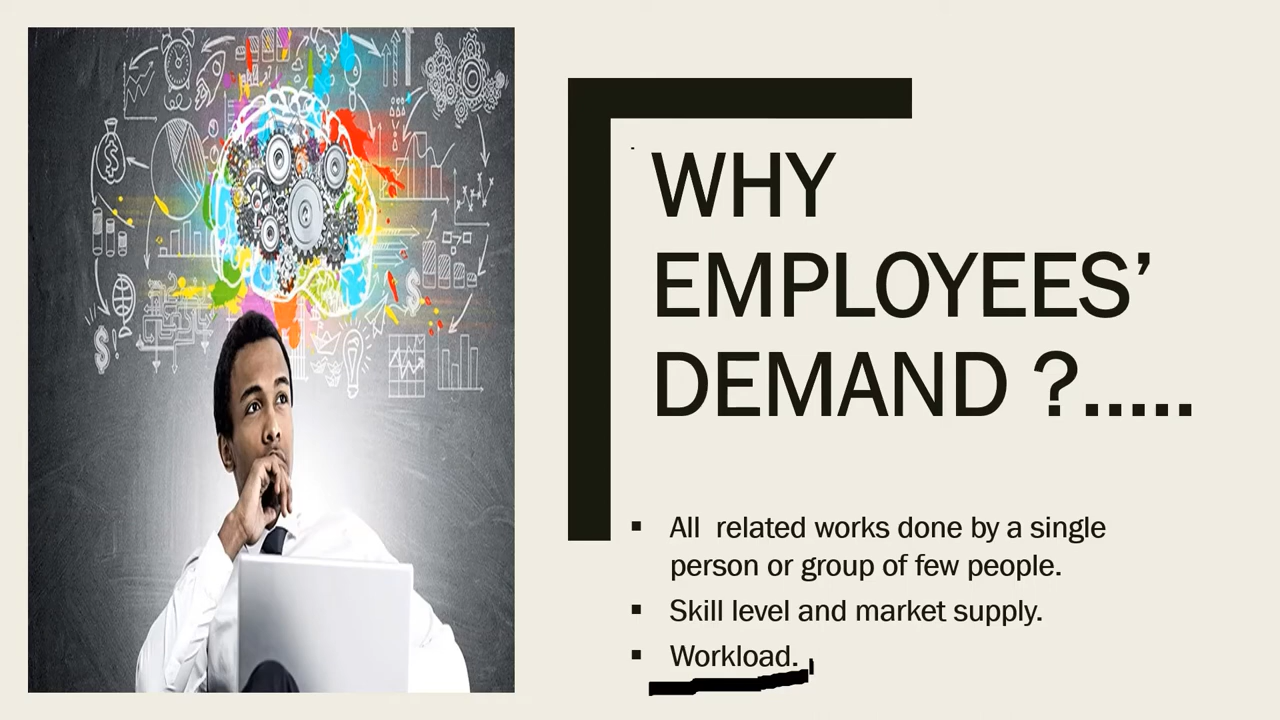 WHY
EMPLOYEES’
DEMAND ?.....
▪ All related works done by a single
person or group of few people.
▪ Skill level and market supply.
▪ Workload.